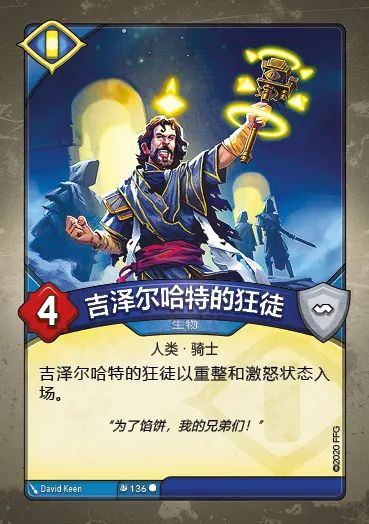 吉泽尔哈特的狂徒
4
生物
人类 · 骑士
吉泽尔哈特的狂徒以重整和激怒状态入
场。
“为了馅饼，我的兄弟们！”
©2020 FFG
David Keen
136